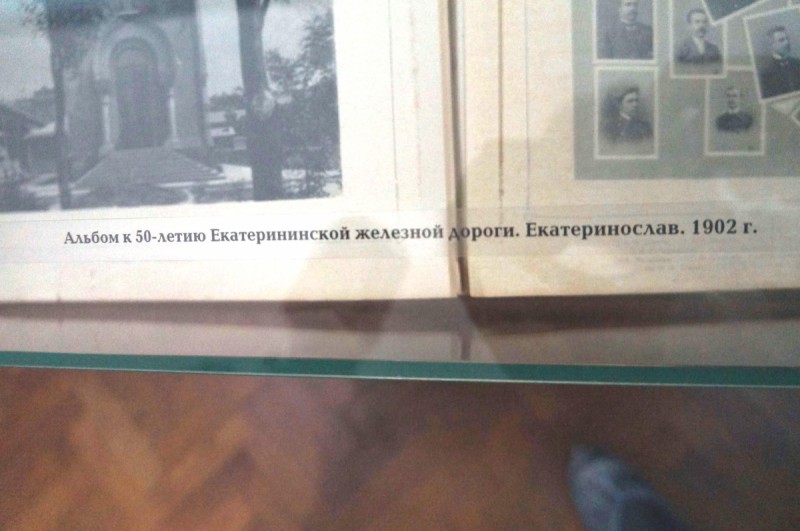 Альбом к 50-летию Екатерининской железной дороги. Екатеринослав. 1902 г.